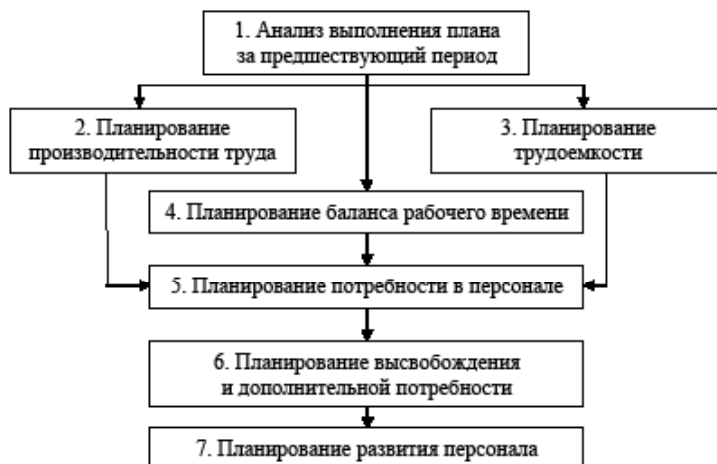 1. Анализ выполнения плана
за предшествующий период
2. Планирование
производительности труда
3. Планирование
трудоемкости
4. Планирование баланса рабочего времени
5. Планирование потребности в персонале
6. Планирование высвобождения
и дополнительной потребности
7. Планирование развития персонала